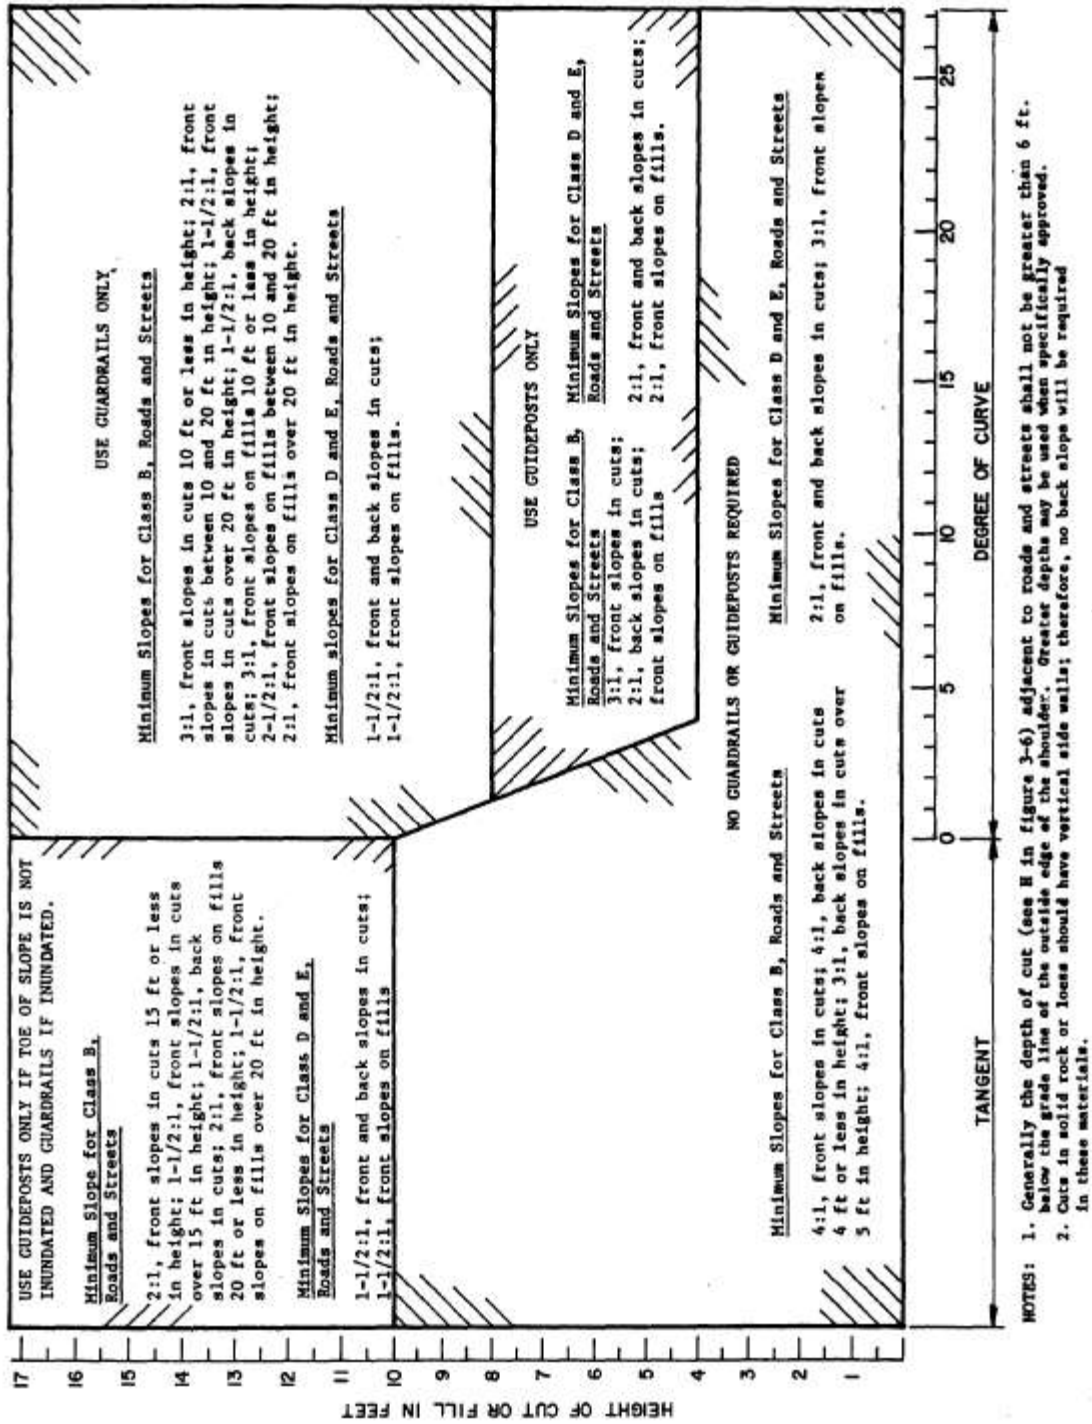 USE GUIDEPOSTS ONLY IF TOE OF SLOPE IS NOT
INUNDATED AND GUARDRAILS IF INUNDATED.
Minimum Slope for Class B,
Roads and Streets
2:1, front slopes in cuts 15 ft or less
in height; 1-1/2:1, front slopes in cuts
over 15 ft in height; 1-1/2:1, back
slopes in cuts; 2:1, front slopes on fills
20 ft or less in height; 1-1/2:1, front
slopes on fills over 20 ft in height.
Minimum Slopes for Class D and E,
Roads and Streets
1-1/2:1, front and back slopes in cuts;
1-1/2:1, front slopes on fills
USE GUARDRAILS ONLY
Minimum Slopes for Class B, Roads and Streets
3:1, front slopes in cuts 10 ft or less in height; 2:1, front
slopes in cuts between 10 and 20 ft in height; 1-1/2:1, front
slopes in cuts over 20 ft in height; 1-1/2:1, back slopes in
cuts; 3:1, front slopes on fills 10 ft or less in height;
2-1/2:1, front slopes on fills between 10 and 20 ft in height;
2:1, front slopes on fills over 20 ft in height.
Minimum slopes for Class D and E, Roads and Streets
1-1/2:1, front and back slopes in cuts;
1-1/2:1, front slopes on fills.
USE GUIDEPOSTS ONLY
Minimum Slopes for Class B,
Roads and Streets
3:1, front slopes in cuts;
2:1, back slopes in cuts;
front slopes on fills
Minimum Slopes for Class D and E,
Roads and Streets
2:1, front and back slopes in cuts;
2:1, front slopes on fills.
NO GUARDRAILS OR GUIDEPOSTS REQUIRED
Minimum Slopes for Class B, Roads and Streets
4:1, front slopes in cuts; 4:1, back slopes in cuts
4 ft or less in height; 3:1, back slopes in cuts over
5 ft in height; 4:1, front slopes on fills.
Minimum Slopes for Class D and E, Roads and Streets
2:1, front and back slopes in cuts; 3:1, front slopes
on fills.
17
16
15
14
13
12
11
10
9
8
7
6
5
4
3
2
1
HEIGHT OF CUT OR FILL IN FEET
0 5 10 15 20 25
TANGENT DEGREE OF CURVE
NOTES: 1. Generally the depth of cut (see H in figure 3-6) adjacent to roads and streets shall not be greater than 6 ft.
below the grade line of the outside edge of the shoulder. Greater depths may be used when specifically approved.
2. Cuts in solid rock or loess should have vertical side walls; therefore, no back slope will be required
in these materials.